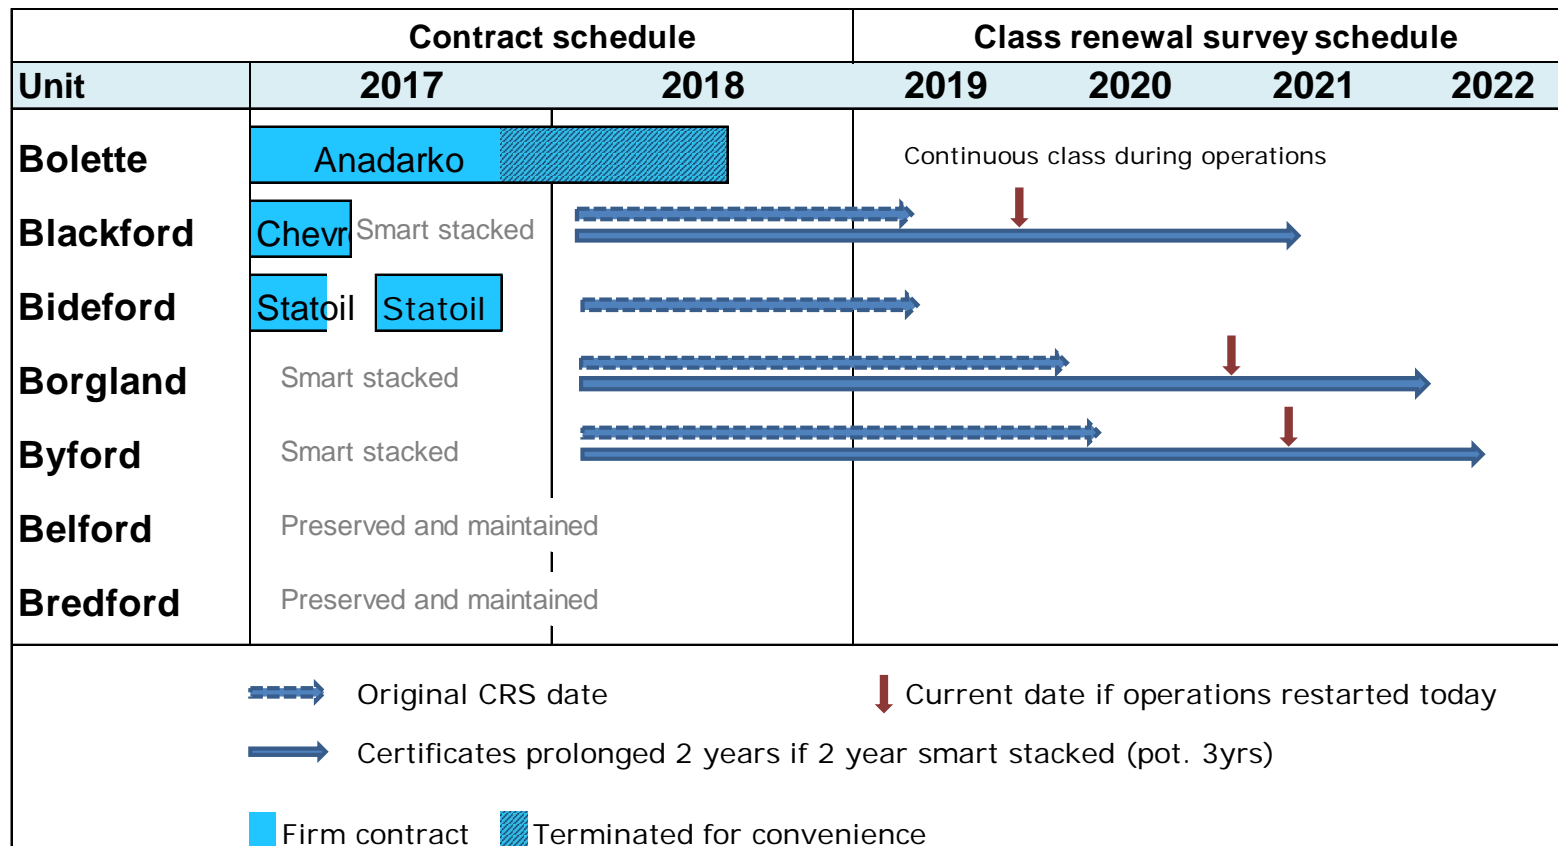 Contract schedule Class renewal survey schedule
Unit 2017 2018 2019 2020 2021 2022
Bolette Anadarko Continuous class during operations
Blackford Chevr Smart stacked
Bideford Statoil Statoil
Borgland Smart stacked
Byford Smart stacked
Belford Preserved and maintained
Bredford Preserved and maintained
Original CRS date Current date if operations restarted today
Certificates prolonged 2 years if 2 year smart stacked (pot. 3yrs)
Firm contract Terminated for convenience